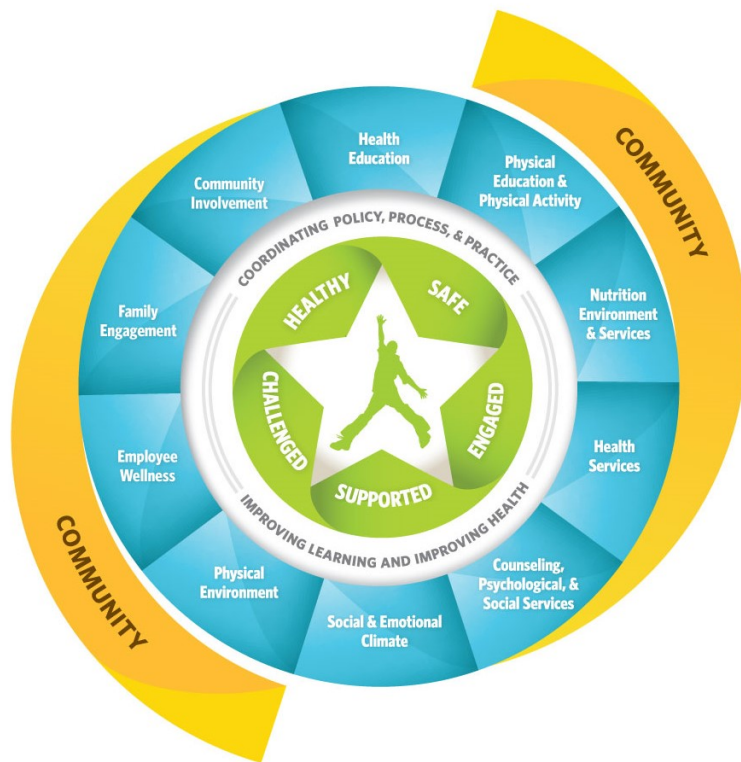 COMMUNITY
Health
Education
Physical
Education &
Physical Activity
Nutrition
Environment
& Services
Health
Services
Counseling,
Psychological, &
Social Services
Social & Emotional
Climate
Physical
Environment
Employee
Wellness
Family
Engagement
Community
Involvement
COORDINATING POLICY, PROCESS, & PRACTICE
IMPROVING LEARNING AND IMPROVING HEALTH
HEALTHY
SAFE
ENGAGED
SUPPORTED
CHALLENGED
COMMUNITY